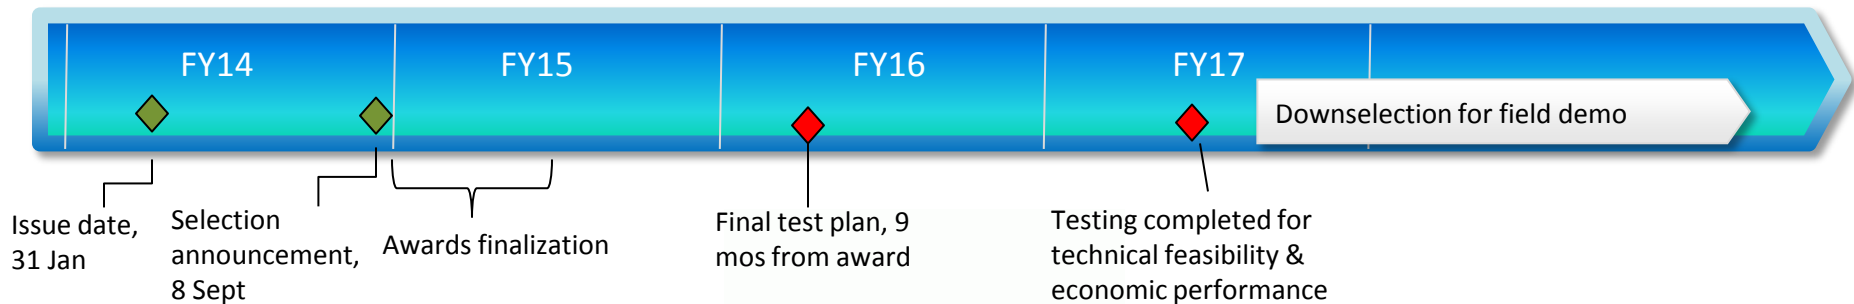 FY14
FY15
FY16
FY17
Downselection for field demo
Issue date,
31 Jan
Selection
announcement,
8 Sept
Awards finalization
Final test plan, 9
mos from award
Testing completed for
technical feasibility &
economic performance